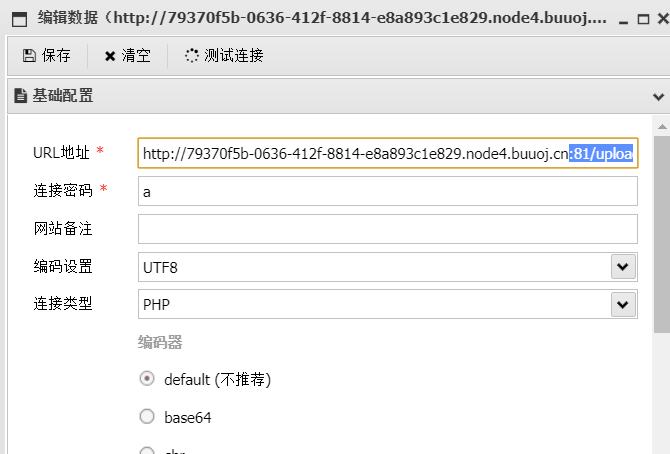 编辑数据（http://79370f5b-0636-412f-8814-e8a893c1e829.node4.buuoj....
保存 清空 测试连接
基础配置
URL地址 * http://79370f5b-0636-412f-8814-e8a893c1e829.node4.buuoj.cn:81/uploa
连接密码 * a
网站备注
编码设置 UTF8
连接类型 PHP
编码器
default (不推荐)
base64